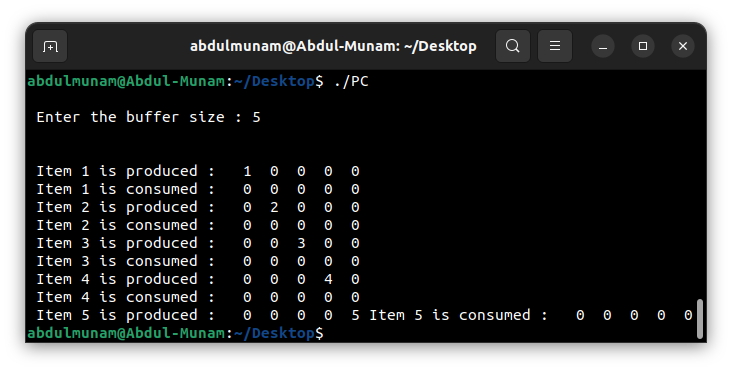 abdulmunam@Abdul-Munam: ~/Desktop
abdulmunam@Abdul-Munam:~/Desktop$ ./PC
Enter the buffer size : 5
Item 1 is produced :   1  0  0  0  0
Item 1 is consumed :   0  0  0  0  0
Item 2 is produced :   0  2  0  0  0
Item 2 is consumed :   0  0  0  0  0
Item 3 is produced :   0  0  3  0  0
Item 3 is consumed :   0  0  0  0  0
Item 4 is produced :   0  0  0  4  0
Item 4 is consumed :   0  0  0  0  0
Item 5 is produced :   0  0  0  0  5 Item 5 is consumed :   0  0  0  0  0
abdulmunam@Abdul-Munam:~/Desktop$